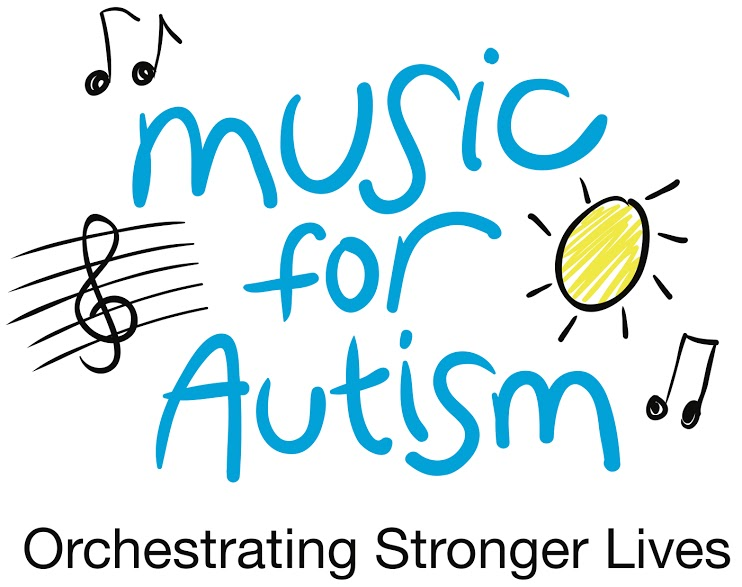 music
for
Autism
Orchestrating Stronger Lives